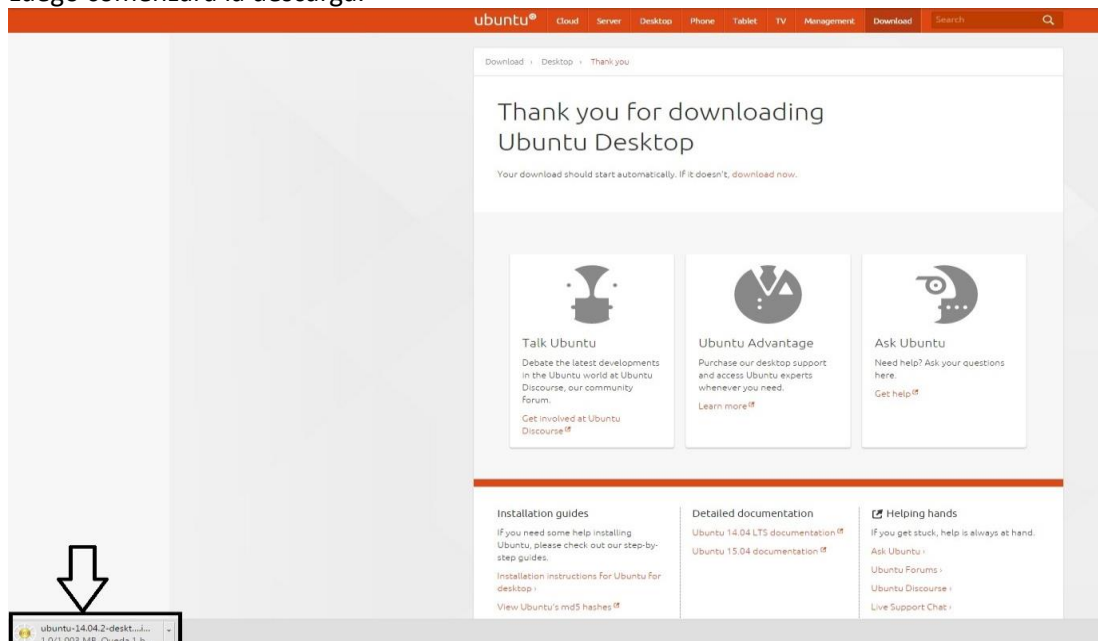 Luego comenzará la descarga.
ubuntu® Cloud Server Desktop Phone Tablet TV Management Download Search
Download › Desktop › Thank you
Thank you for downloading
Ubuntu Desktop
Your download should start automatically. If it doesn't, download now.
Talk Ubuntu
Debate the latest developments
in the Ubuntu world at Ubuntu
Discourse, our community
forum.
Get involved at Ubuntu
Discourse
Ubuntu Advantage
Purchase our desktop support
and access Ubuntu experts
whenever you need.
Learn more
Ask Ubuntu
Need help? Ask your questions
here.
Get help
Installation guides
If you need some help installing
Ubuntu, please check out our step-by-
step guides.
Installation instructions for Ubuntu for
desktop ›
View Ubuntu's md5 hashes
Detailed documentation
Ubuntu 14.04 LTS documentation
Ubuntu 15.04 documentation
Helping hands
If you get stuck, help is always at hand.
Ask Ubuntu ›
Ubuntu Forums ›
Ubuntu Discourse ›
Live Support Chat ›
ubuntu-14.04.2-deskt....i...
1,0/1.003 MB, Queda 1 h...